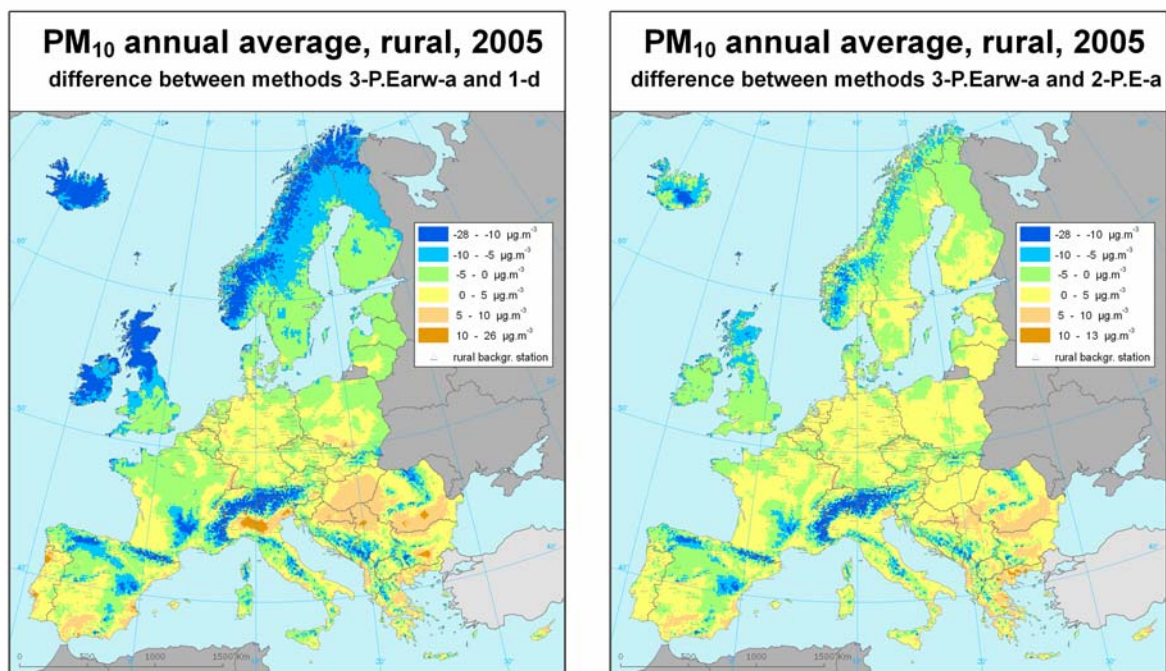 PM₁₀ annual average, rural, 2005
difference between methods 3-P.Earw-a and 1-d
-28 - -10 µg.m⁻³
-10 - -5 µg.m⁻³
-5 - 0 µg.m⁻³
0 - 5 µg.m⁻³
5 - 10 µg.m⁻³
10 - 26 µg.m⁻³
rural backgr. station
0 500 1000 1500 Km
PM₁₀ annual average, rural, 2005
difference between methods 3-P.Earw-a and 2-P.E-a
-28 - -10 µg.m⁻³
-10 - -5 µg.m⁻³
-5 - 0 µg.m⁻³
0 - 5 µg.m⁻³
5 - 10 µg.m⁻³
10 - 13 µg.m⁻³
rural backgr. station
0 500 1000 1500 Km